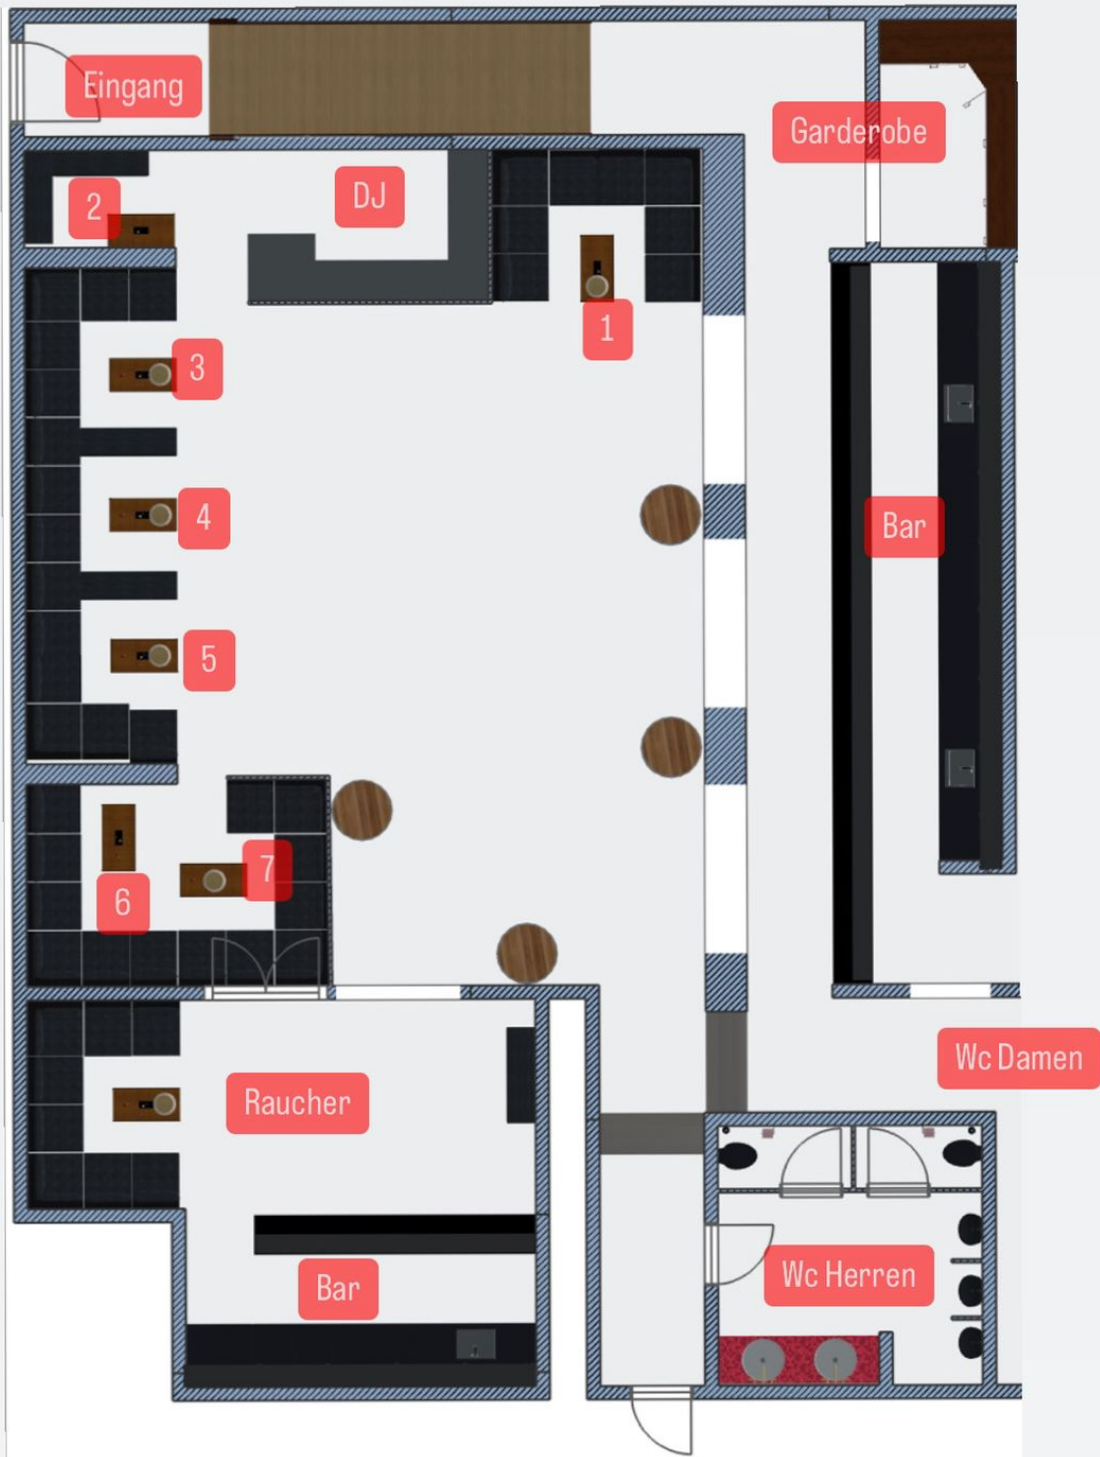 Eingang
Garderobe
2
DJ
1
3
4
Bar
5
7
6
Wc Damen
Raucher
Wc Herren
Bar